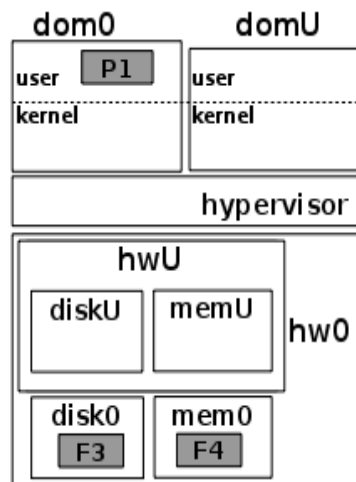 dom0 domU
P1
user user
kernel kernel
hypervisor
hwU
diskU memU
hw0
disk0 mem0
F3 F4